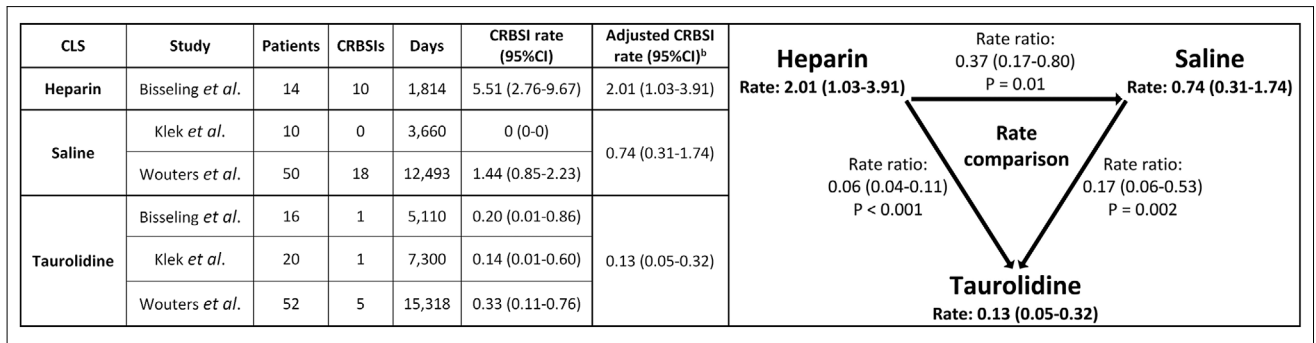 CLS Study Patients CRBSIs Days CRBSI rate (95%CI) Adjusted CRBSI rate (95%CI)ᵇ
Heparin Bisseling et al. 14 10 1,814 5.51 (2.76-9.67) 2.01 (1.03-3.91)
Saline Klek et al. 10 0 3,660 0 (0-0) 0.74 (0.31-1.74)
Wouters et al. 50 18 12,493 1.44 (0.85-2.23)
Taurolidine Bisseling et al. 16 1 5,110 0.20 (0.01-0.86) 0.13 (0.05-0.32)
Klek et al. 20 1 7,300 0.14 (0.01-0.60)
Wouters et al. 52 5 15,318 0.33 (0.11-0.76)
Heparin
Rate: 2.01 (1.03-3.91)
Rate ratio:
0.37 (0.17-0.80)
P = 0.01
Saline
Rate: 0.74 (0.31-1.74)
Rate
comparison
Rate ratio:
0.06 (0.04-0.11)
P < 0.001
Rate ratio:
0.17 (0.06-0.53)
P = 0.002
Taurolidine
Rate: 0.13 (0.05-0.32)